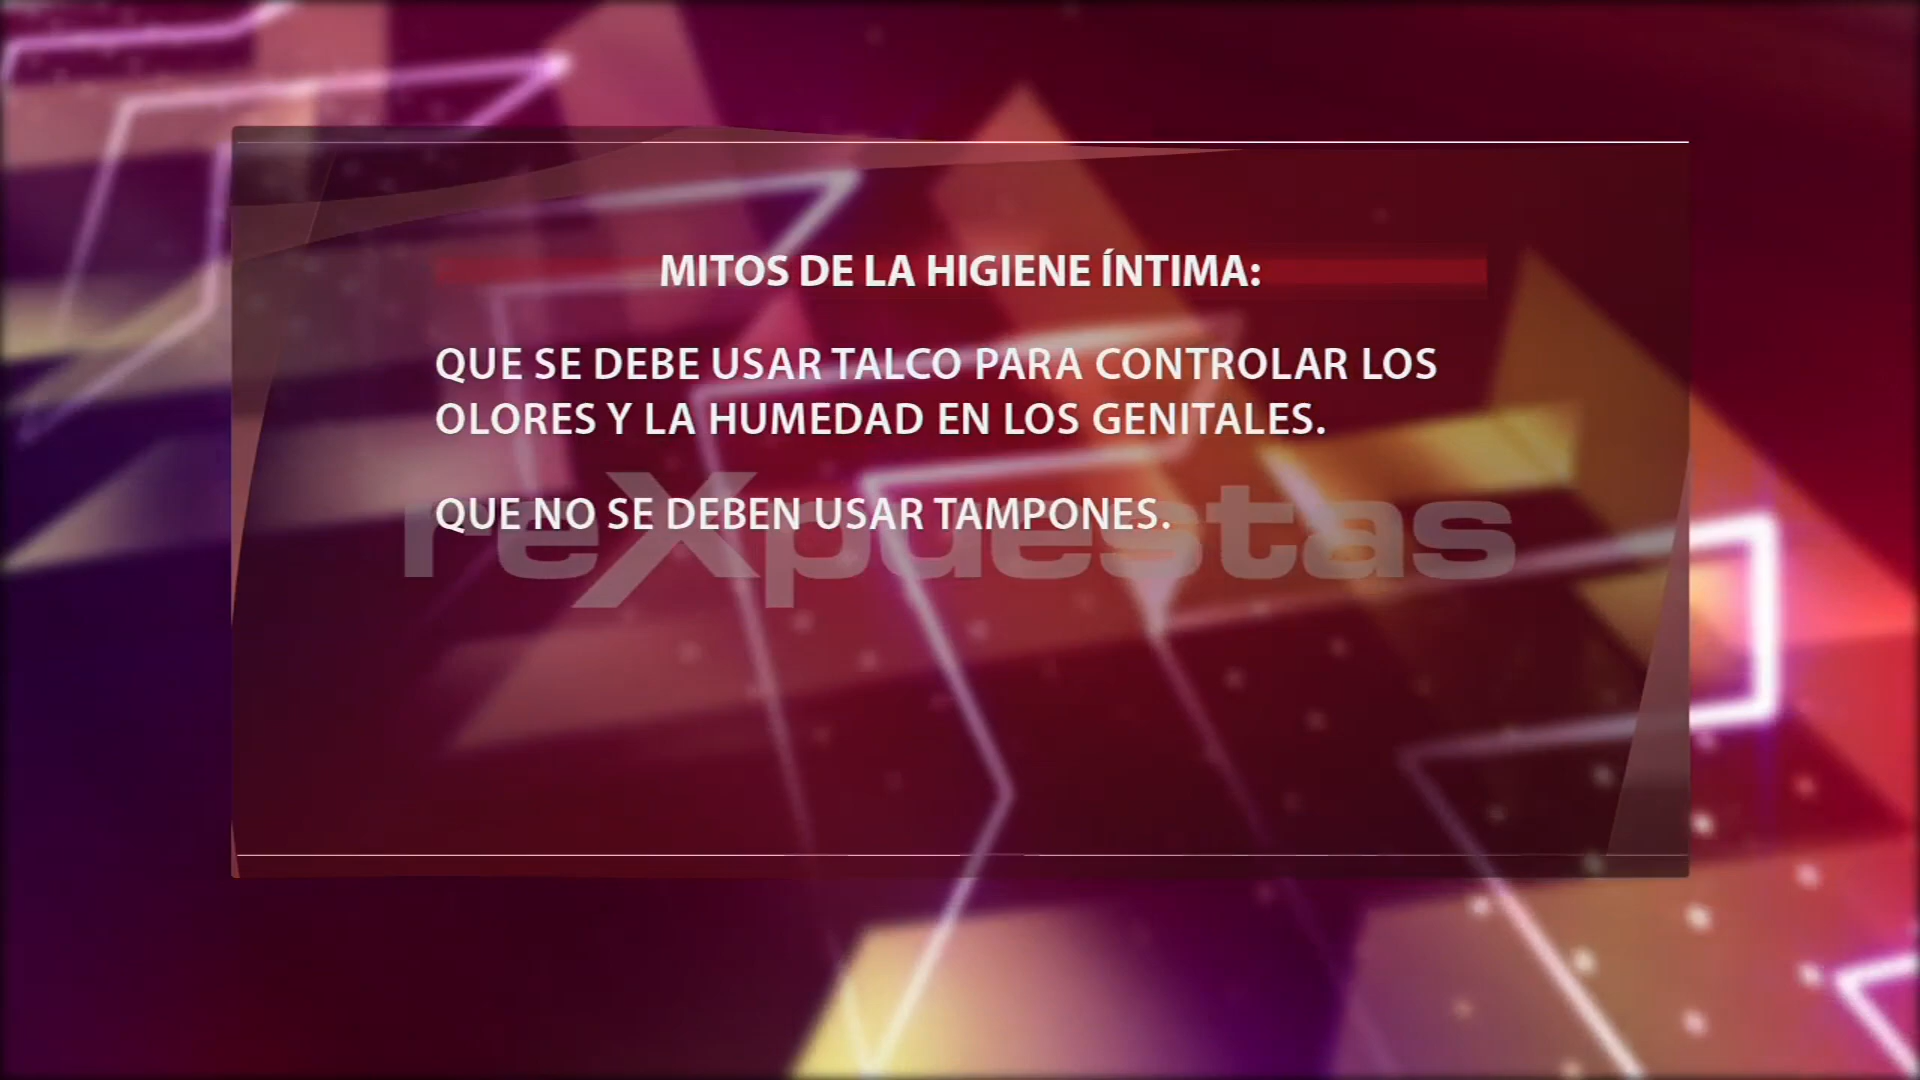 MITOS DE LA HIGIENE ÍNTIMA:
QUE SE DEBE USAR TALCO PARA CONTROLAR LOS
OLORES Y LA HUMEDAD EN LOS GENITALES.
QUE NO SE DEBEN USAR TAMPONES.
reXpuestas